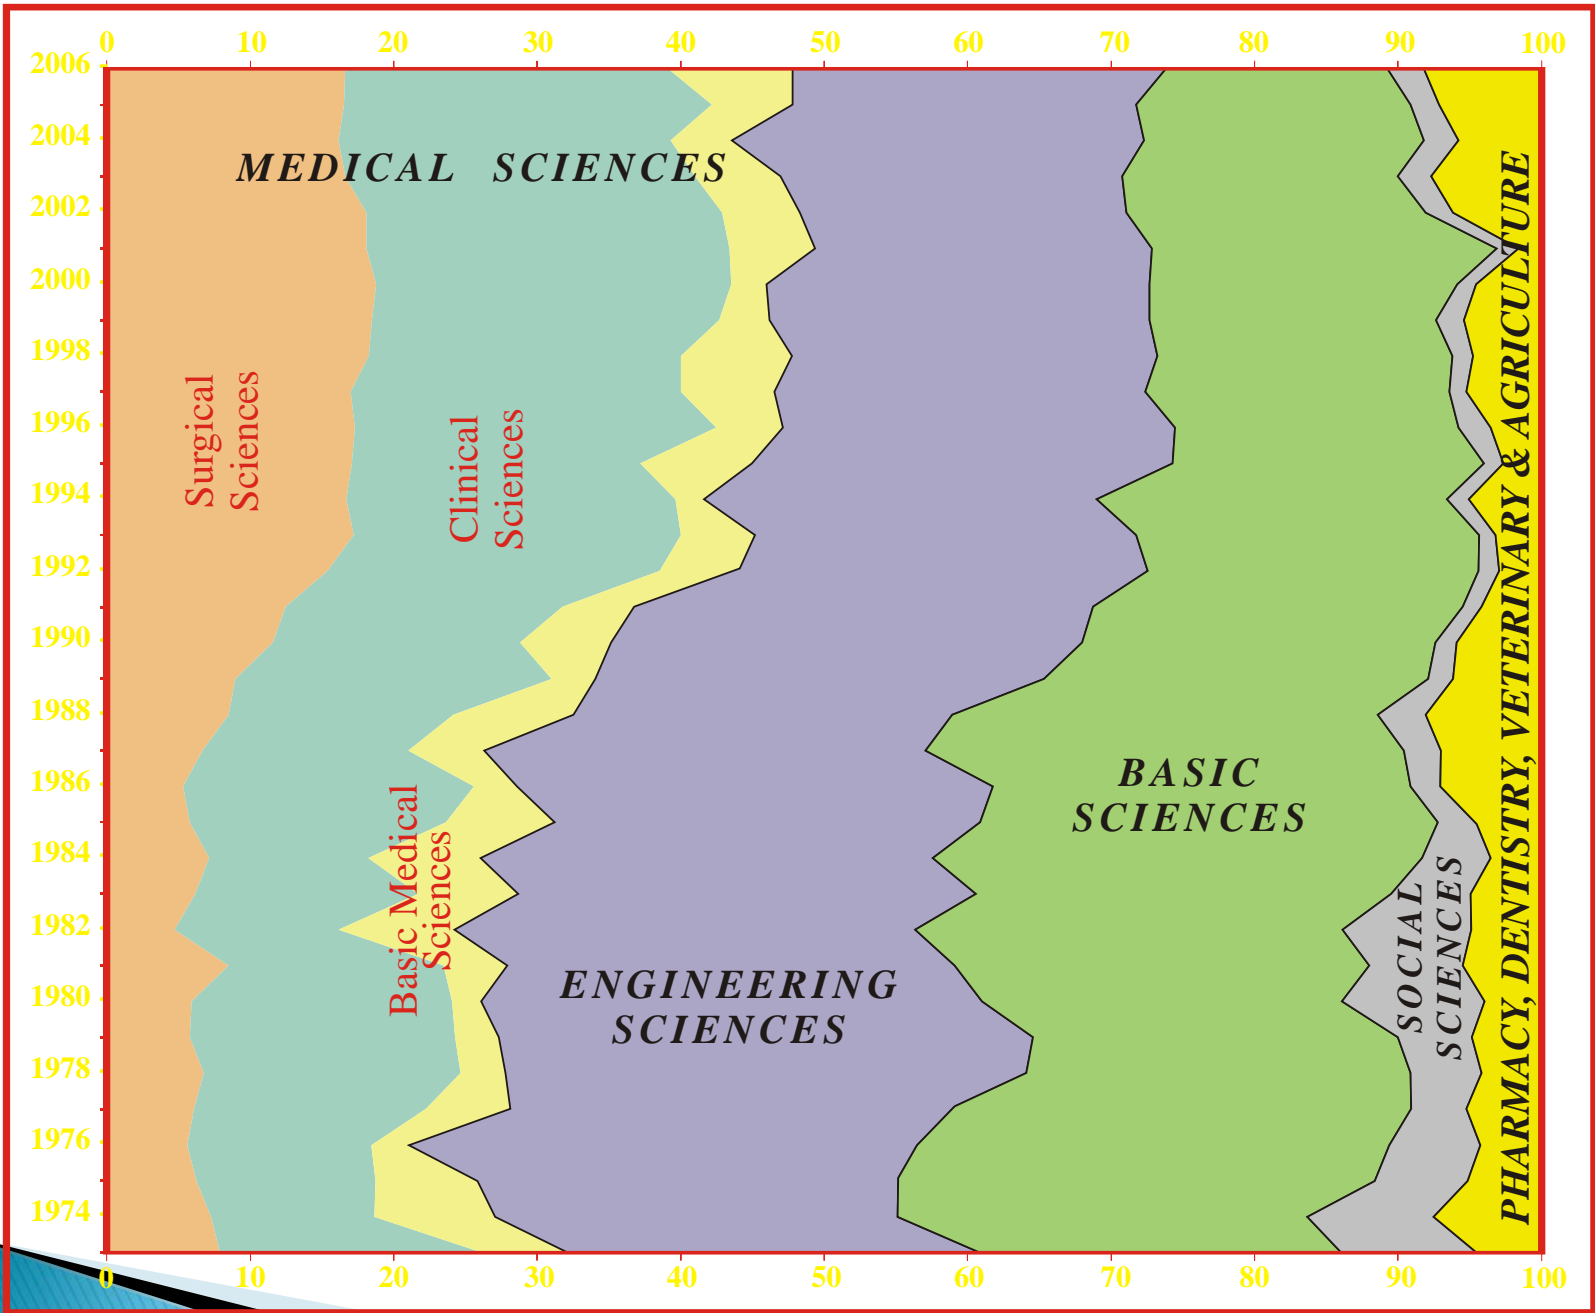 0 10 20 30 40 50 60 70 80 90 100
2006
2004
2002
2000
1998
1996
1994
1992
1990
1988
1986
1984
1982
1980
1978
1976
1974
MEDICAL SCIENCES
Surgical
Sciences
Clinical
Sciences
Basic Medical
Sciences
ENGINEERING
SCIENCES
BASIC
SCIENCES
SOCIAL
SCIENCES
PHARMACY, DENTISTRY, VETERINARY & AGRICULTURE
0 10 20 30 40 50 60 70 80 90 100